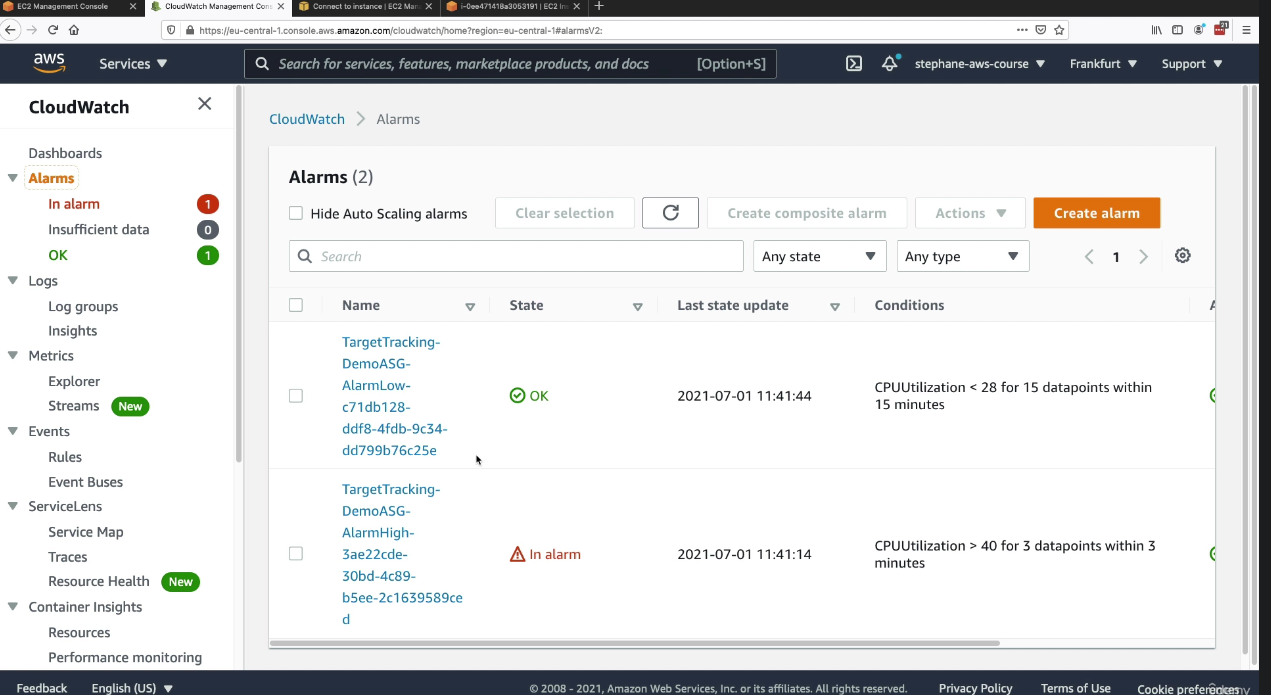 EC2 Management Console
CloudWatch Management Con
Connect to instance | EC2 Man
i-0ee471418a3053191 | EC2 Ins
https://eu-central-1.console.aws.amazon.com/cloudwatch/home?region=eu-central-1#alarmsV2:
21
aws
Services
Search for services, features, marketplace products, and docs
[Option+S]
stephane-aws-course
Frankfurt
Support
CloudWatch
Dashboards
Alarms
In alarm 1
Insufficient data 0
OK 1
Logs
Log groups
Insights
Metrics
Explorer
Streams New
Events
Rules
Event Buses
ServiceLens
Service Map
Traces
Resource Health New
Container Insights
Resources
Performance monitoring
CloudWatch > Alarms
Alarms (2)
Hide Auto Scaling alarms
Clear selection
Create composite alarm
Actions
Create alarm
Search
Any state
Any type
1
Name
State
Last state update
Conditions
TargetTracking-
DemoASG-
AlarmLow-
c71db128-
ddf8-4fdb-9c34-
dd799b76c25e
OK
2021-07-01 11:41:44
CPUUtilization < 28 for 15 datapoints within
15 minutes
TargetTracking-
DemoASG-
AlarmHigh-
3ae22cde-
30bd-4c89-
b5ee-2c1639589ce
d
In alarm
2021-07-01 11:41:14
CPUUtilization > 40 for 3 datapoints within 3
minutes
Feedback
English (US)
© 2008 - 2021, Amazon Web Services, Inc. or its affiliates. All rights reserved.
Privacy Policy
Terms of Use
Cookie preferences